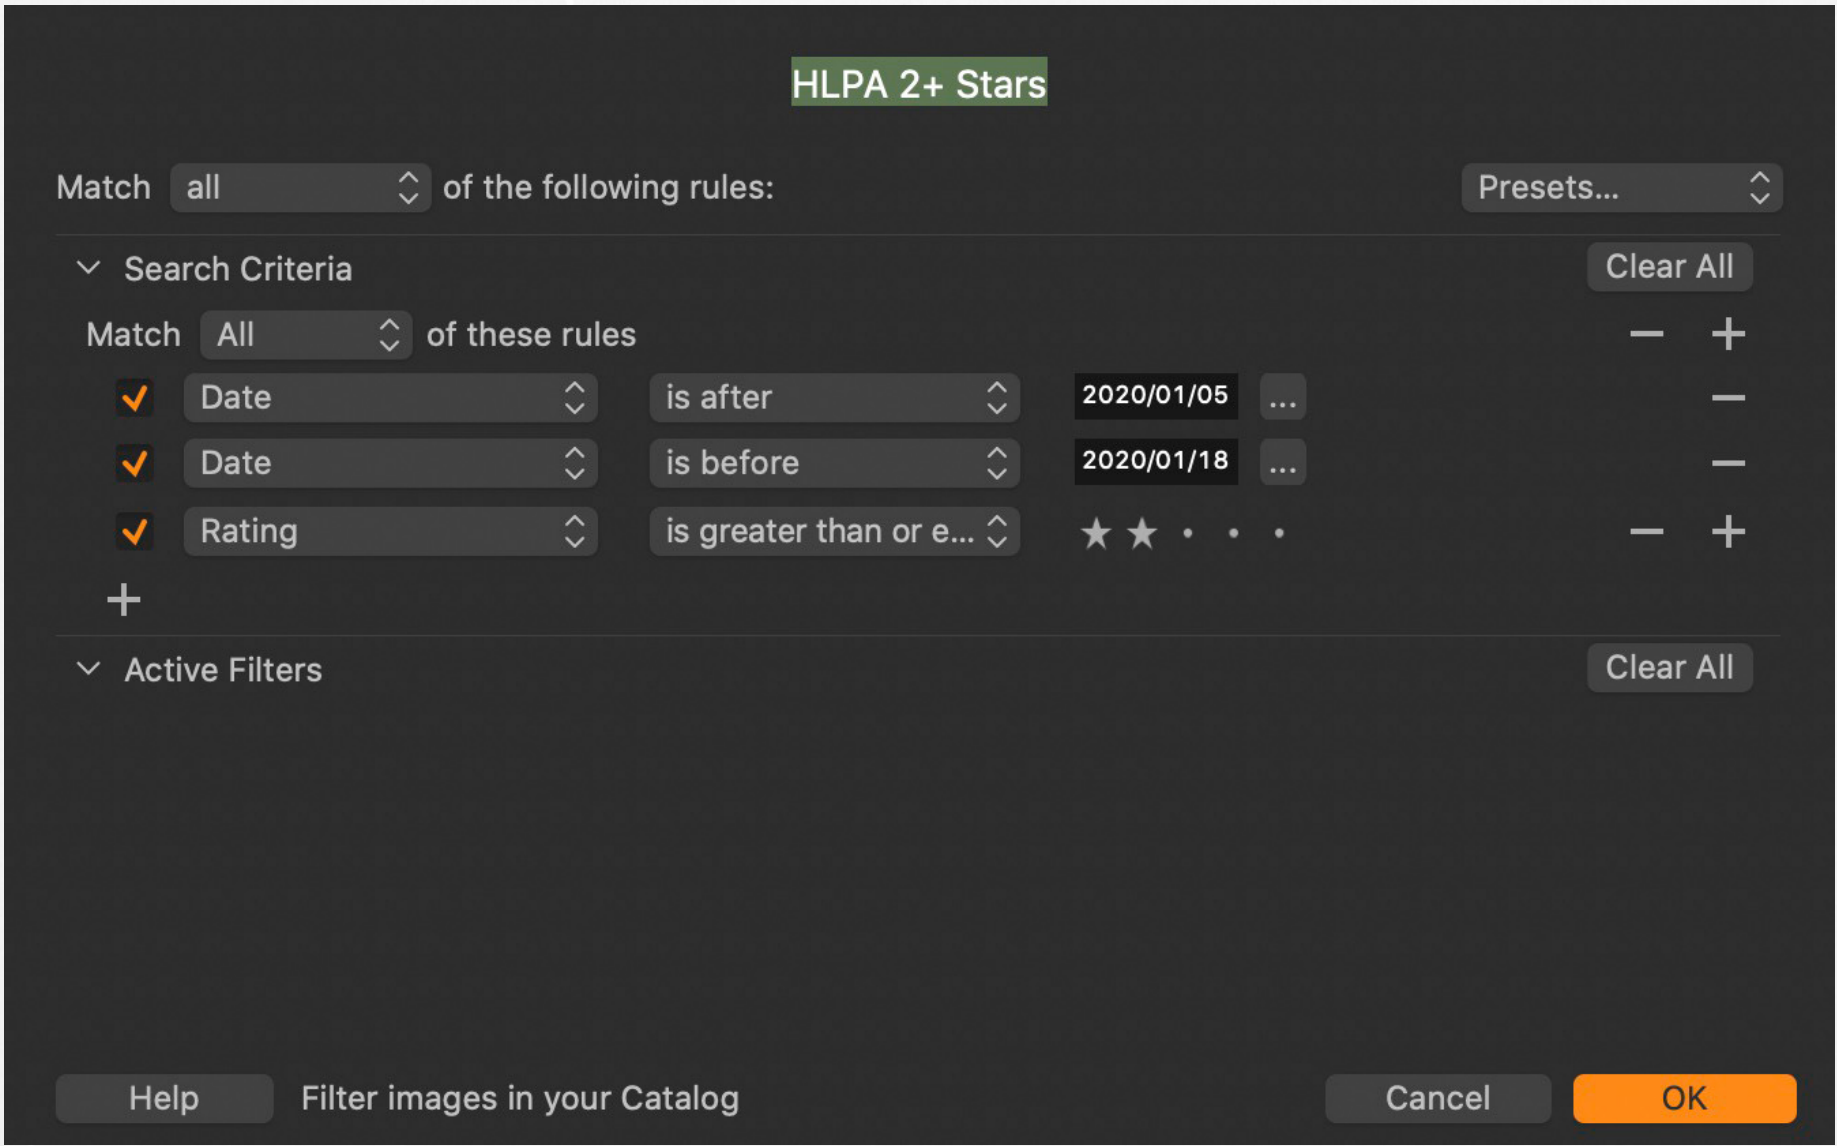 HLPA 2+ Stars
Match all of the following rules: Presets...
Search Criteria Clear All
Match All of these rules
Date is after 2020/01/05 ...
Date is before 2020/01/18 ...
Rating is greater than or e...
Active Filters Clear All
Help Filter images in your Catalog Cancel OK